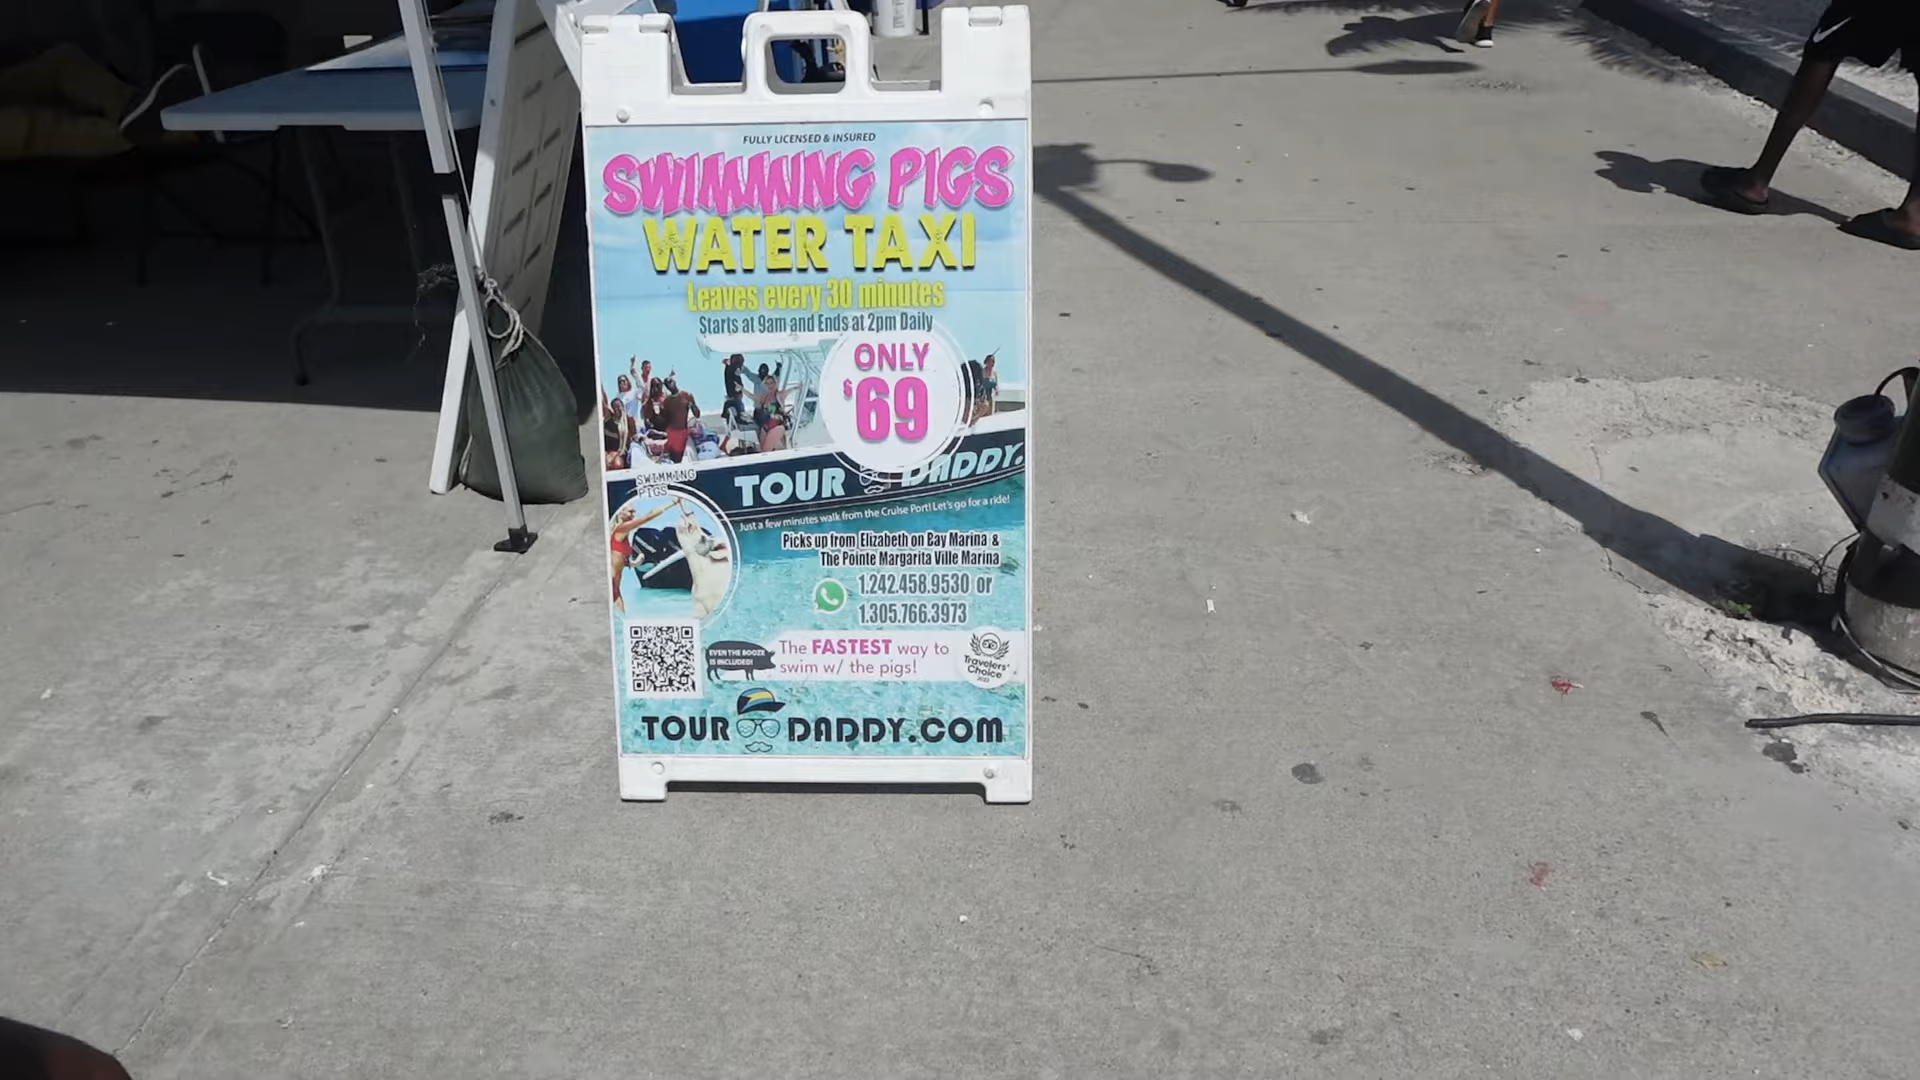 FULLY LICENSED & INSURED
SWIMMING PIGS
WATER TAXI
Leaves every 30 minutes
Starts at 9am and Ends at 2pm Daily
ONLY
$69
TOUR DADDY.
SWIMMING
PIGS
Just a few minutes walk from the Cruise Port! Let's go for a ride!
Picks up from Elizabeth on Bay Marina &
The Pointe Margarita Ville Marina
1.242.458.9530 or
1.305.766.3973
EVEN THE BOOZE
IS INCLUDED!
The FASTEST way to
swim w/ the pigs!
Travelers'
Choice
2022
TOUR DADDY.COM